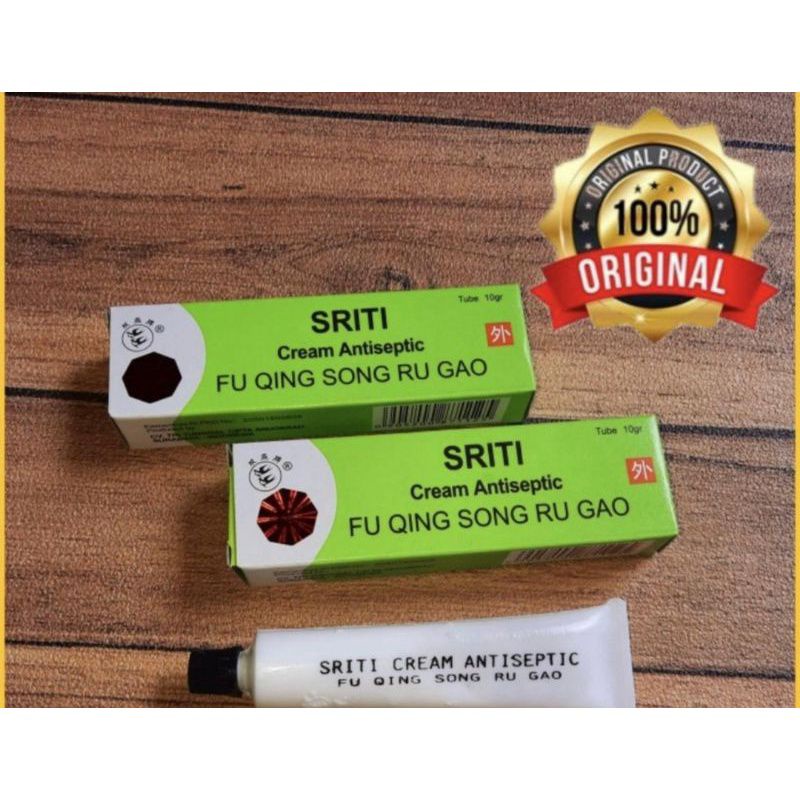 ORIGINAL PRODUCT
100%
ORIGINAL
Tube 10gr
SRITI
外
Cream Antiseptic
FU QING SONG RU GAO
Tube 10gr
SRITI
外
Cream Antiseptic
FU QING SONG RU GAO
SRITI CREAM ANTISEPTIC
FU QING SONG RU GAO